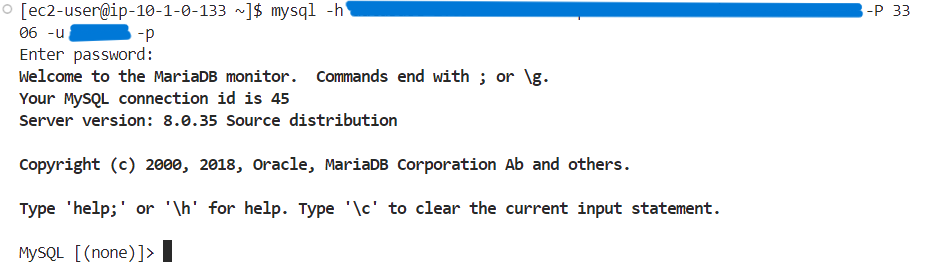 [ec2-user@ip-10-1-0-133 ~]$ mysql -h -P 33
06 -u -p
Enter password:
Welcome to the MariaDB monitor.  Commands end with ; or \g.
Your MySQL connection id is 45
Server version: 8.0.35 Source distribution
Copyright (c) 2000, 2018, Oracle, MariaDB Corporation Ab and others.
Type 'help;' or '\h' for help. Type '\c' to clear the current input statement.
MySQL [(none)]>